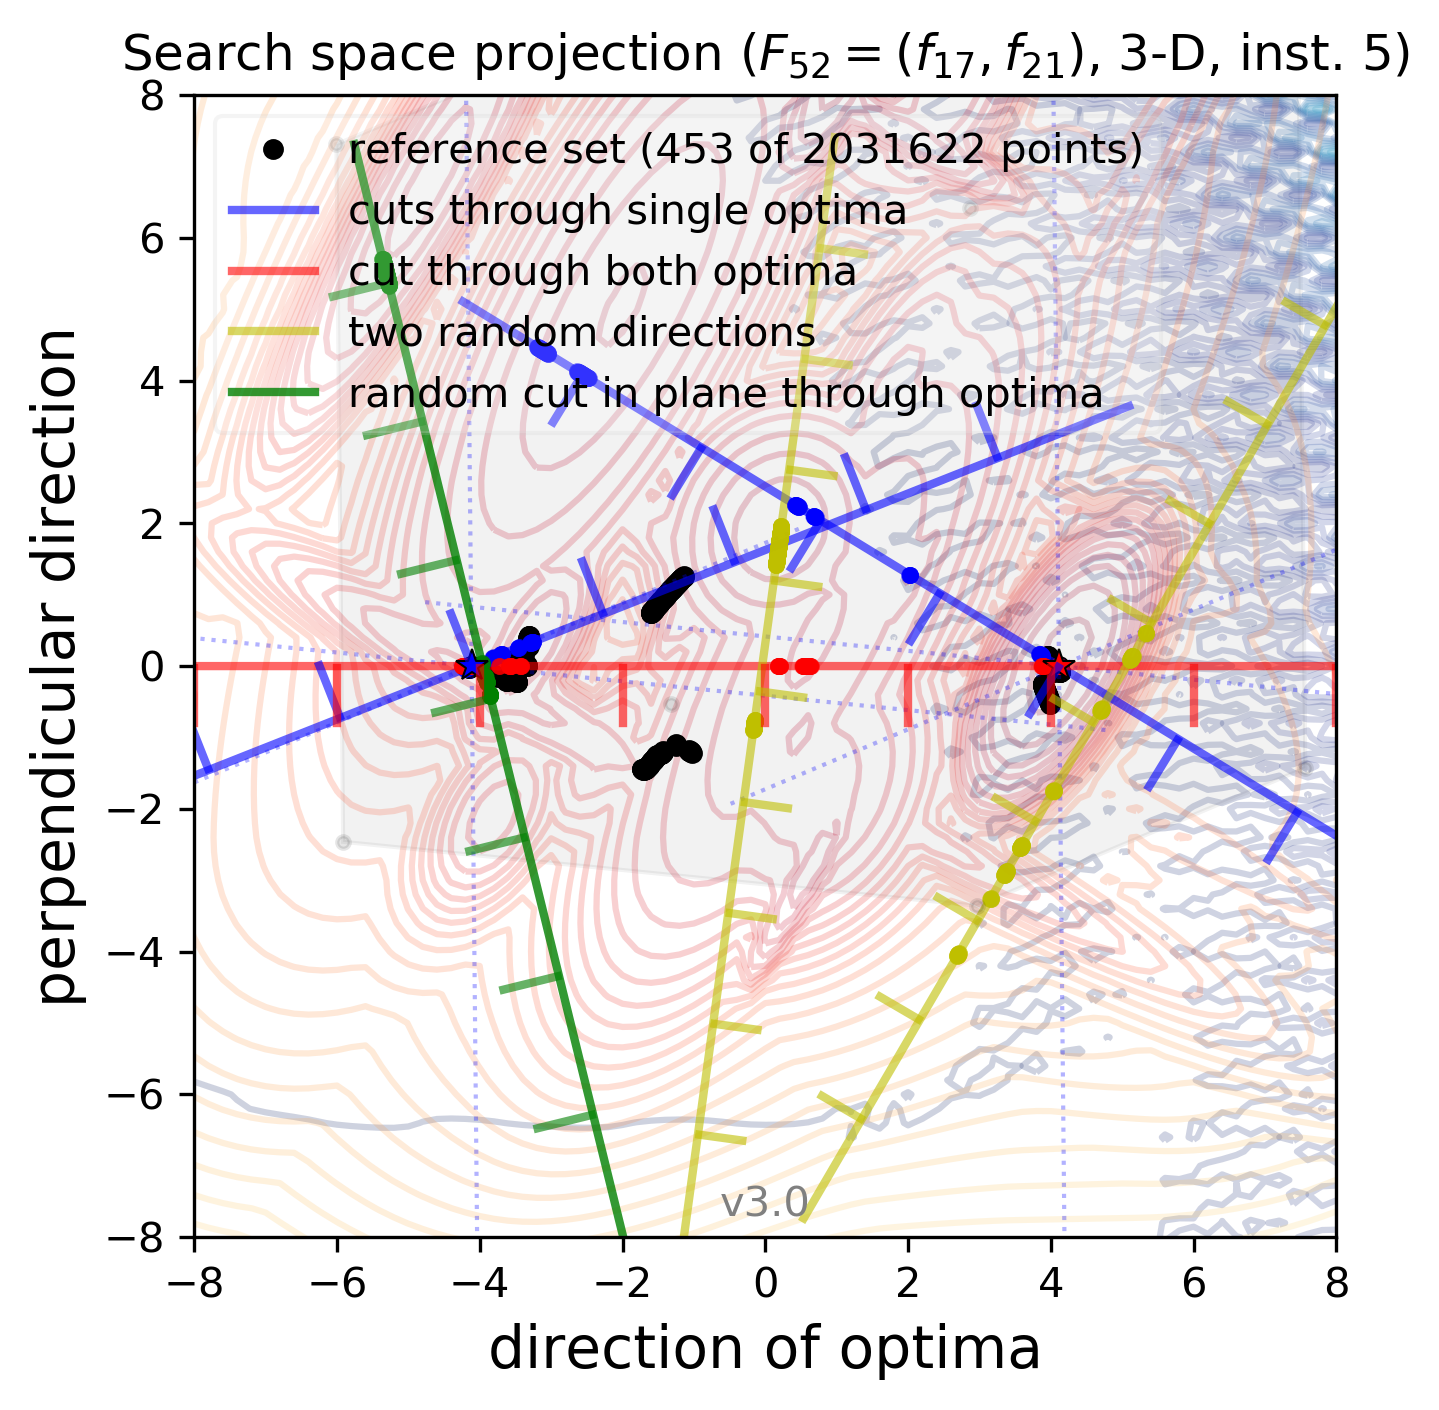 Search space projection (F₅₂ = (f₁₇, f₂₁), 3-D, inst. 5)
8
6
4
2
0
−2
−4
−6
−8
perpendicular direction
reference set (453 of 2031622 points)
cuts through single optima
cut through both optima
two random directions
random cut in plane through optima
v3.0
−8 −6 −4 −2 0 2 4 6 8
direction of optima